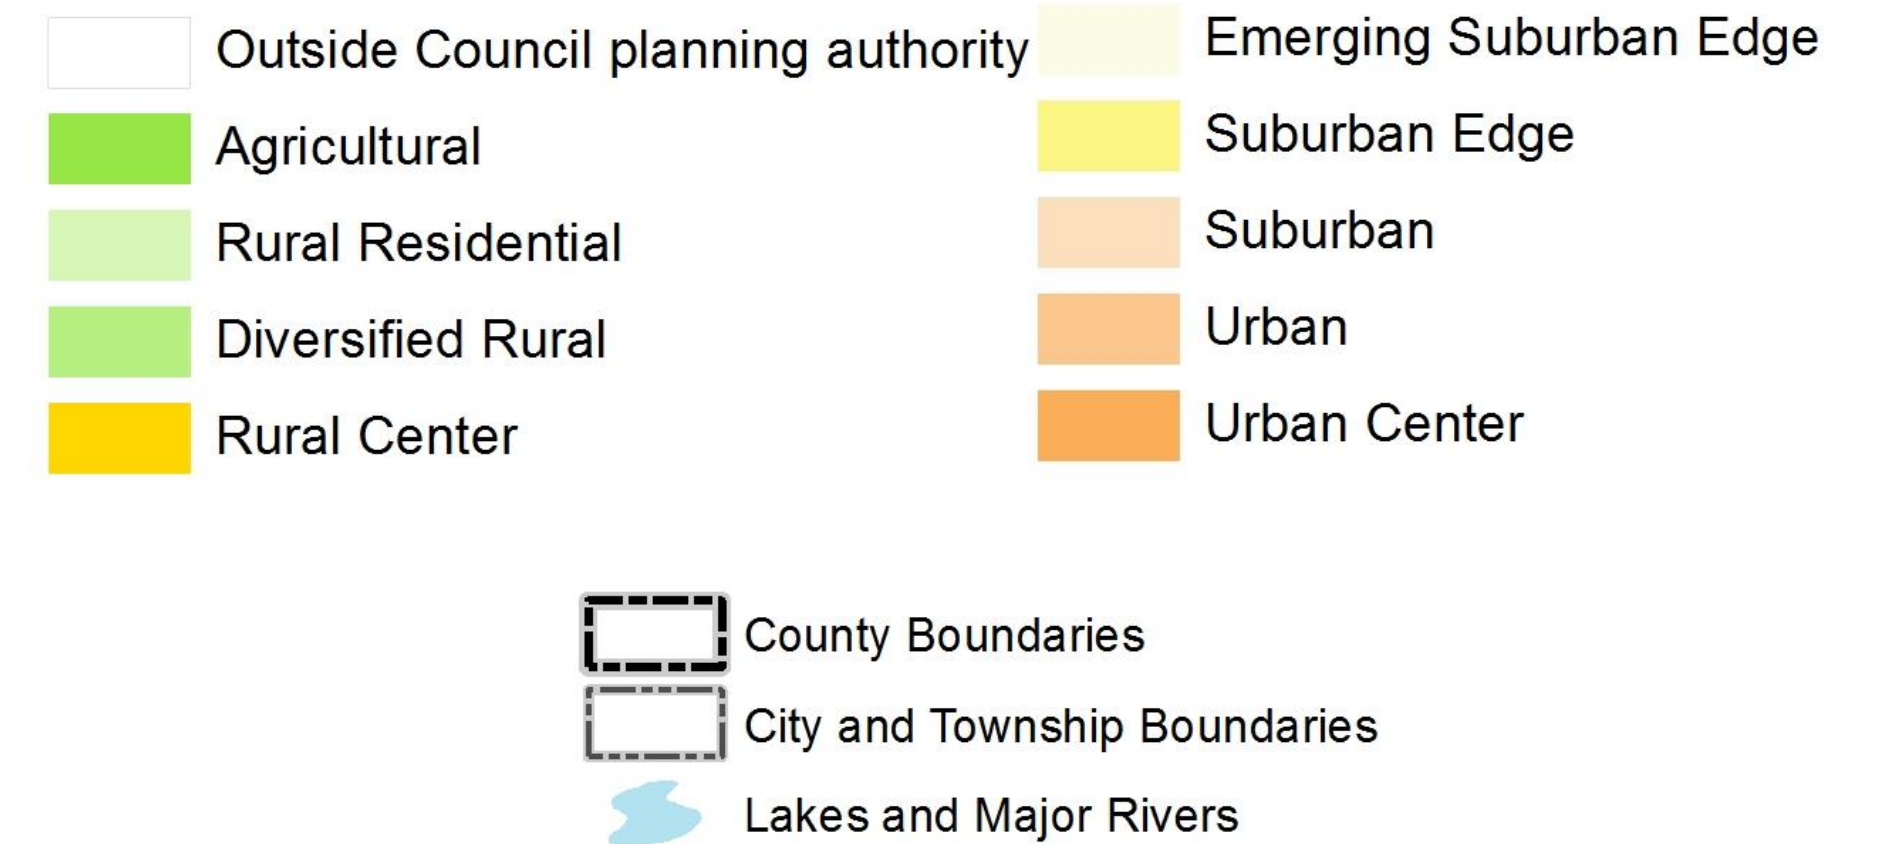 Outside Council planning authority
Agricultural
Rural Residential
Diversified Rural
Rural Center
Emerging Suburban Edge
Suburban Edge
Suburban
Urban
Urban Center
County Boundaries
City and Township Boundaries
Lakes and Major Rivers